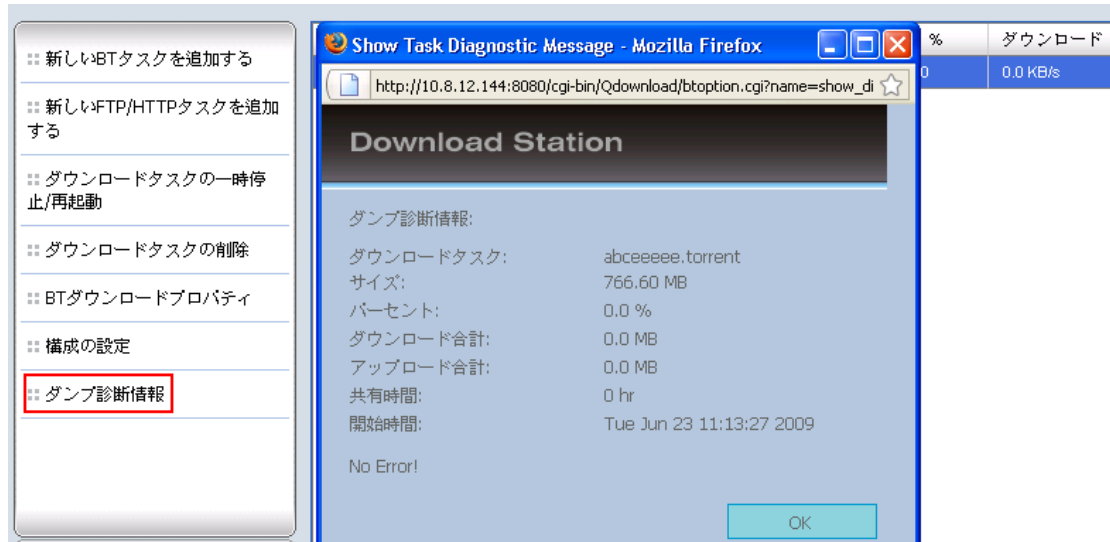 新しいBTタスクを追加する
新しいFTP/HTTPタスクを追加
する
ダウンロードタスクの一時停
止/再起動
ダウンロードタスクの削除
BTダウンロードプロパティ
構成の設定
ダンプ診断情報
Show Task Diagnostic Message - Mozilla Firefox
http://10.8.12.144:8080/cgi-bin/Qdownload/btoption.cgi?name=show_di
Download Station
ダンプ診断情報:
ダウンロードタスク: abceeeee.torrent
サイズ: 766.60 MB
パーセント: 0.0 %
ダウンロード合計: 0.0 MB
アップロード合計: 0.0 MB
共有時間: 0 hr
開始時間: Tue Jun 23 11:13:27 2009
No Error!
OK
% ダウンロード
0 0.0 KB/s